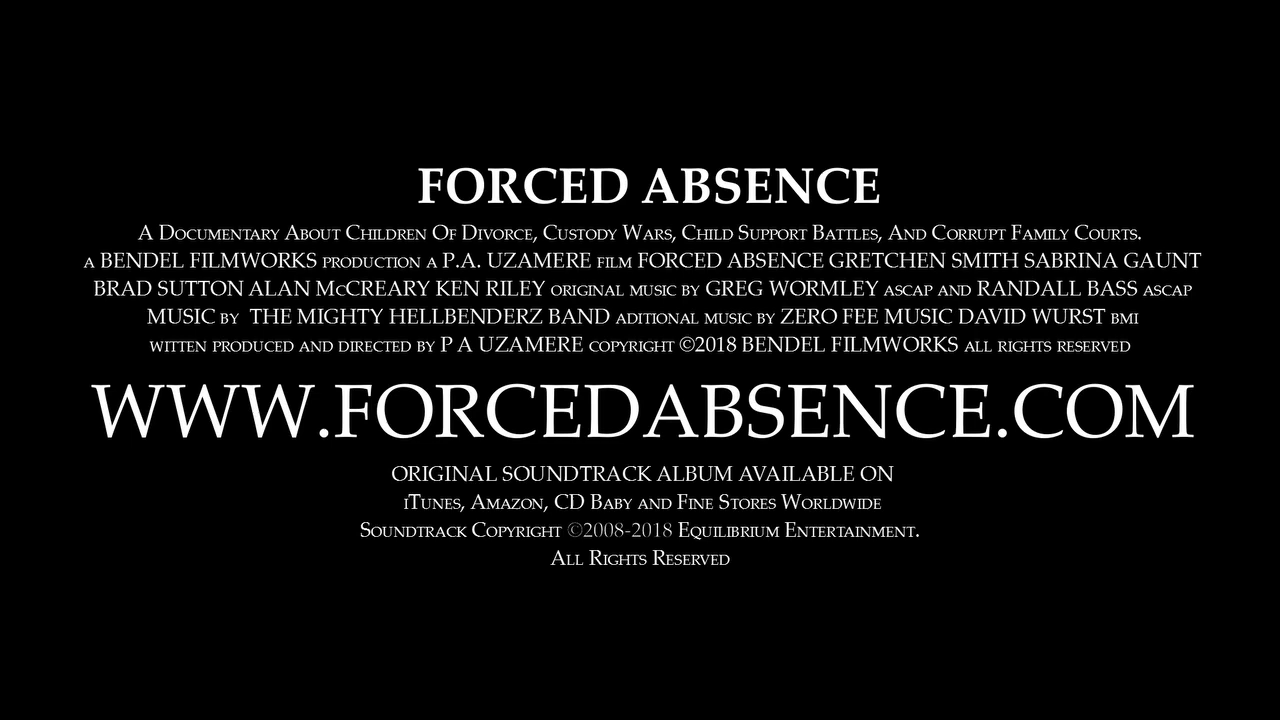 FORCED ABSENCE
A Documentary About Children Of Divorce, Custody Wars, Child Support Battles, And Corrupt Family Courts.
A BENDEL FILMWORKS PRODUCTION A P.A. UZAMERE FILM FORCED ABSENCE GRETCHEN SMITH SABRINA GAUNT
BRAD SUTTON ALAN McCREARY KEN RILEY ORIGINAL MUSIC BY GREG WORMLEY ASCAP AND RANDALL BASS ASCAP
MUSIC BY THE MIGHTY HELLBENDERZ BAND ADITIONAL MUSIC BY ZERO FEE MUSIC DAVID WURST BMI
WITTEN PRODUCED AND DIRECTED BY P A UZAMERE COPYRIGHT ©2018 BENDEL FILMWORKS ALL RIGHTS RESERVED
WWW.FORCEDABSENCE.COM
ORIGINAL SOUNDTRACK ALBUM AVAILABLE ON
iTunes, Amazon, CD Baby and Fine Stores Worldwide
Soundtrack Copyright ©2008-2018 Equilibrium Entertainment.
All Rights Reserved